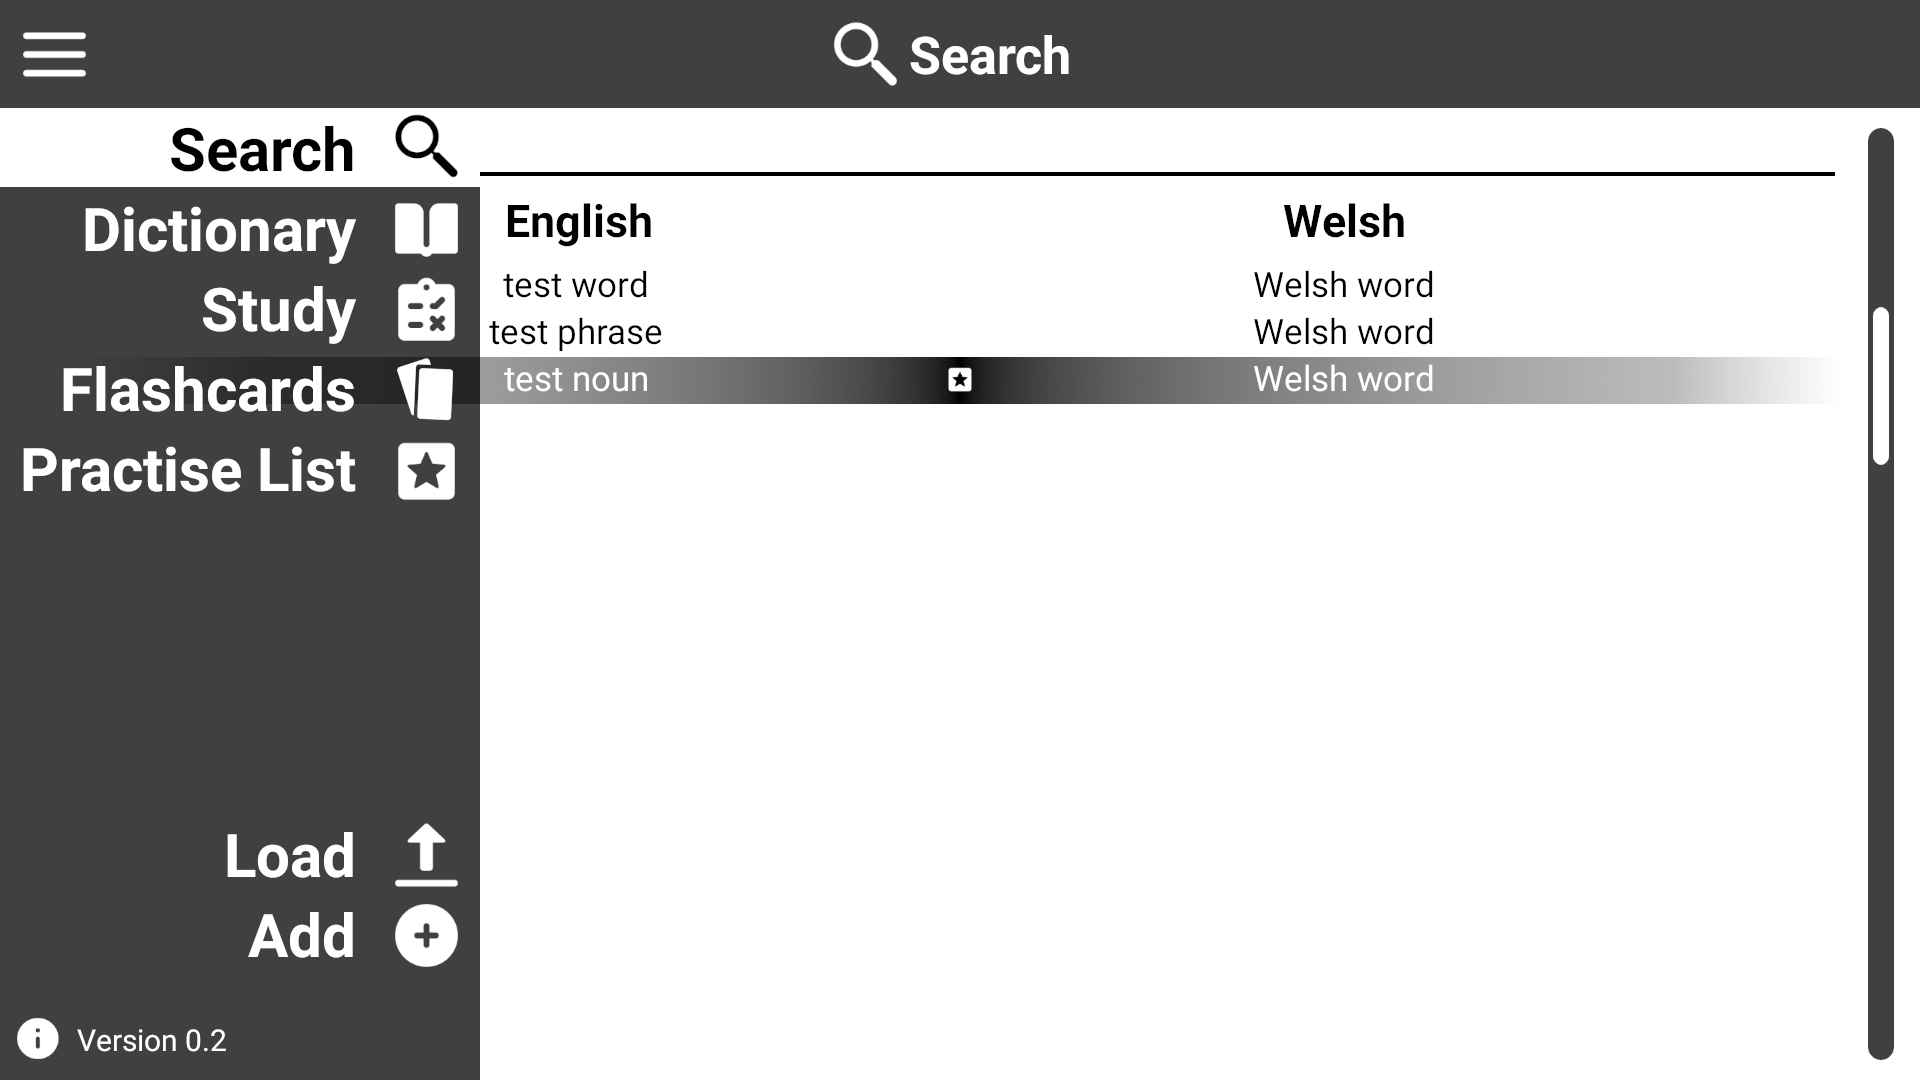 Search
Search
Dictionary
Study
Flashcards
Practise List
Load
Add
Version 0.2
English Welsh
test word Welsh word
test phrase Welsh word
test noun Welsh word